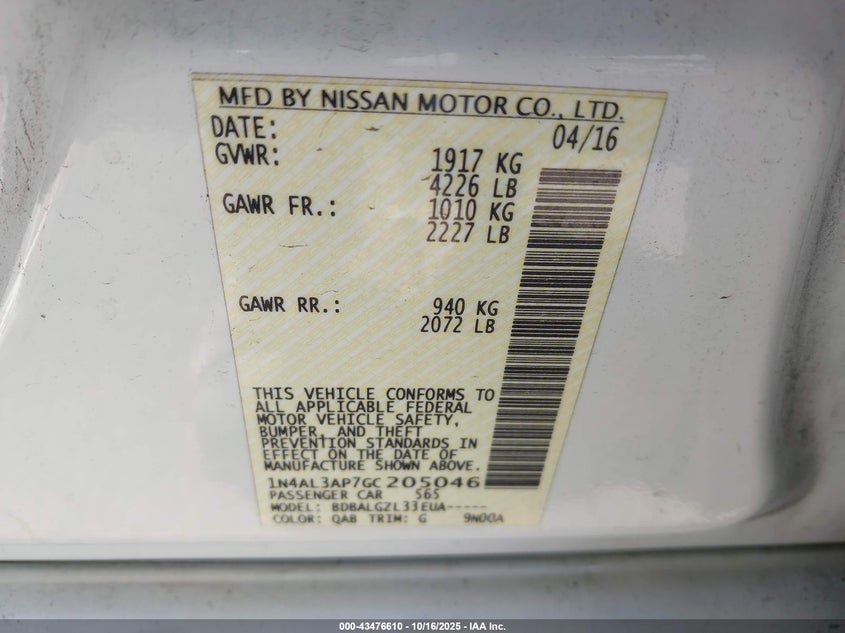 MFD BY NISSAN MOTOR CO., LTD.
DATE: 04/16
GVWR: 1917 KG
4226 LB
GAWR FR.: 1010 KG
2227 LB
GAWR RR.: 940 KG
2072 LB
THIS VEHICLE CONFORMS TO
ALL APPLICABLE FEDERAL
MOTOR VEHICLE SAFETY,
BUMPER, AND THEFT
PREVENTION STANDARDS IN
EFFECT ON THE DATE OF
MANUFACTURE SHOWN ABOVE.
1N4AL3AP7GC205046
PASSENGER CAR 565
MODEL: BDBALGZL33EUA-----
COLOR: QAB TRIM: G 9N00A
000-43476610 - 10/16/2025 - IAA Inc.